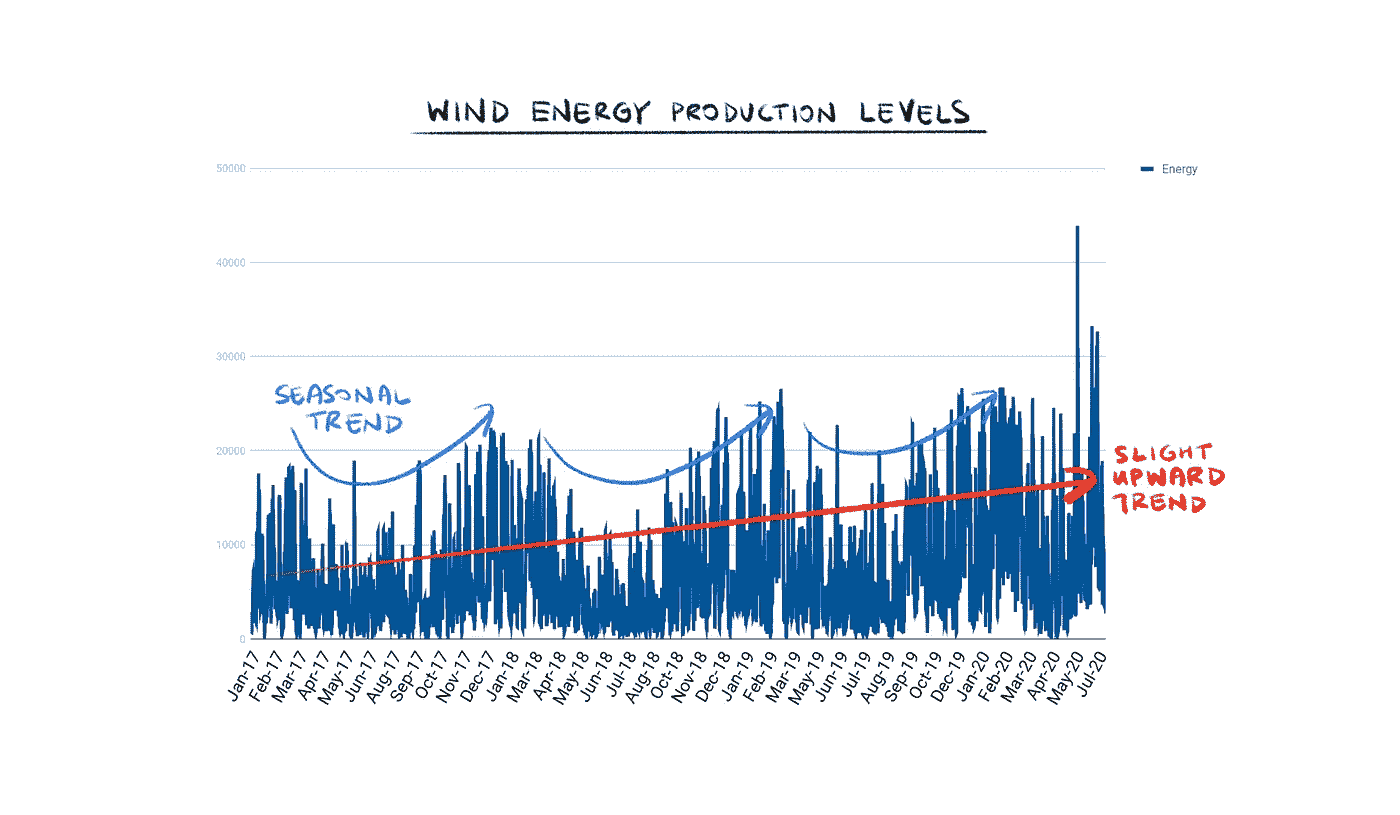 WIND ENERGY PRODUCTION LEVELS
50000
Energy
40000
30000
SEASONAL
TREND
20000
SLIGHT
UPWARD
TREND
10000
0
Jan-17
Feb-17
Mar-17
Apr-17
May-17
Jun-17
Aug-17
Sep-17
Oct-17
Nov-17
Dec-17
Jan-18
Mar-18
Apr-18
May-18
Jun-18
Jul-18
Aug-18
Oct-18
Nov-18
Dec-18
Jan-19
Feb-19
Mar-19
May-19
Jun-19
Jul-19
Aug-19
Sep-19
Oct-19
Dec-19
Jan-20
Feb-20
Mar-20
Apr-20
May-20
Jul-20